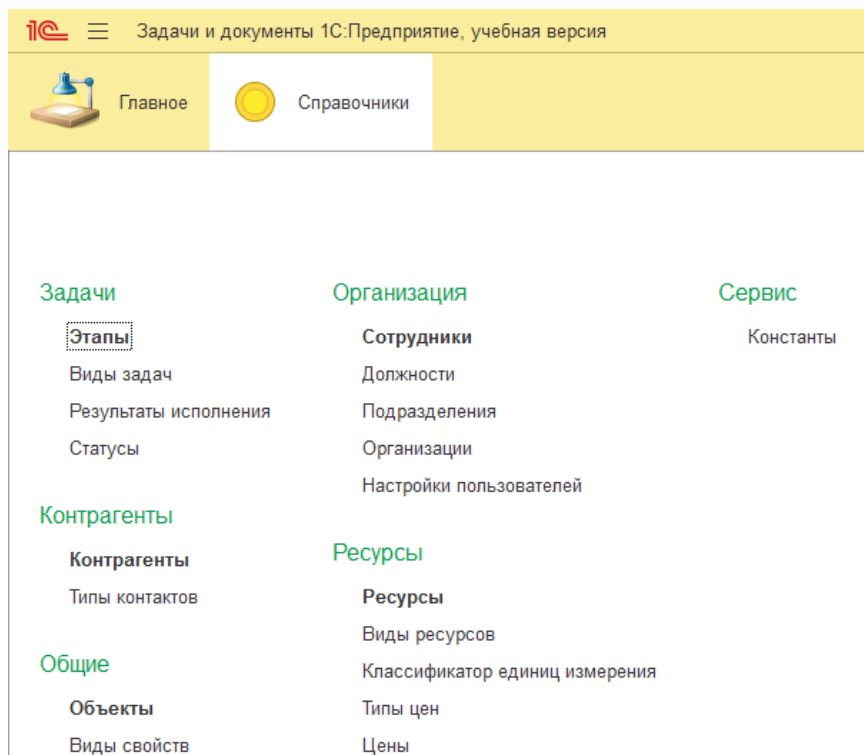 1С Задачи и документы 1С:Предприятие, учебная версия
Главное
Справочники
Задачи
Этапы
Виды задач
Результаты исполнения
Статусы
Контрагенты
Контрагенты
Типы контактов
Общие
Объекты
Виды свойств
Организация
Сотрудники
Должности
Подразделения
Организации
Настройки пользователей
Ресурсы
Ресурсы
Виды ресурсов
Классификатор единиц измерения
Типы цен
Цены
Сервис
Константы